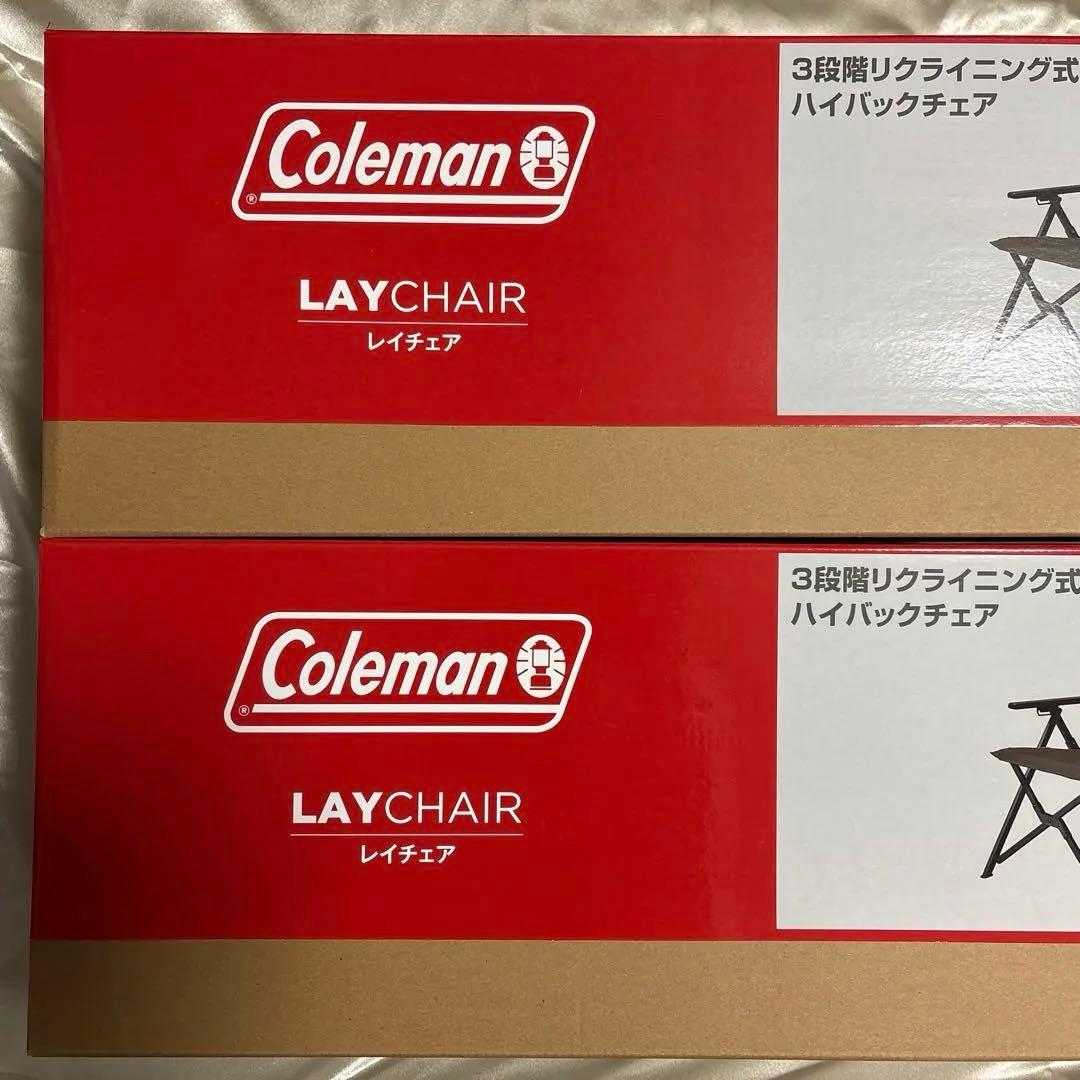 Coleman
®
LAYCHAIR
レイチェア
3段階リクライニング式
ハイバックチェア
Coleman
®
LAYCHAIR
レイチェア
3段階リクライニング式
ハイバックチェア